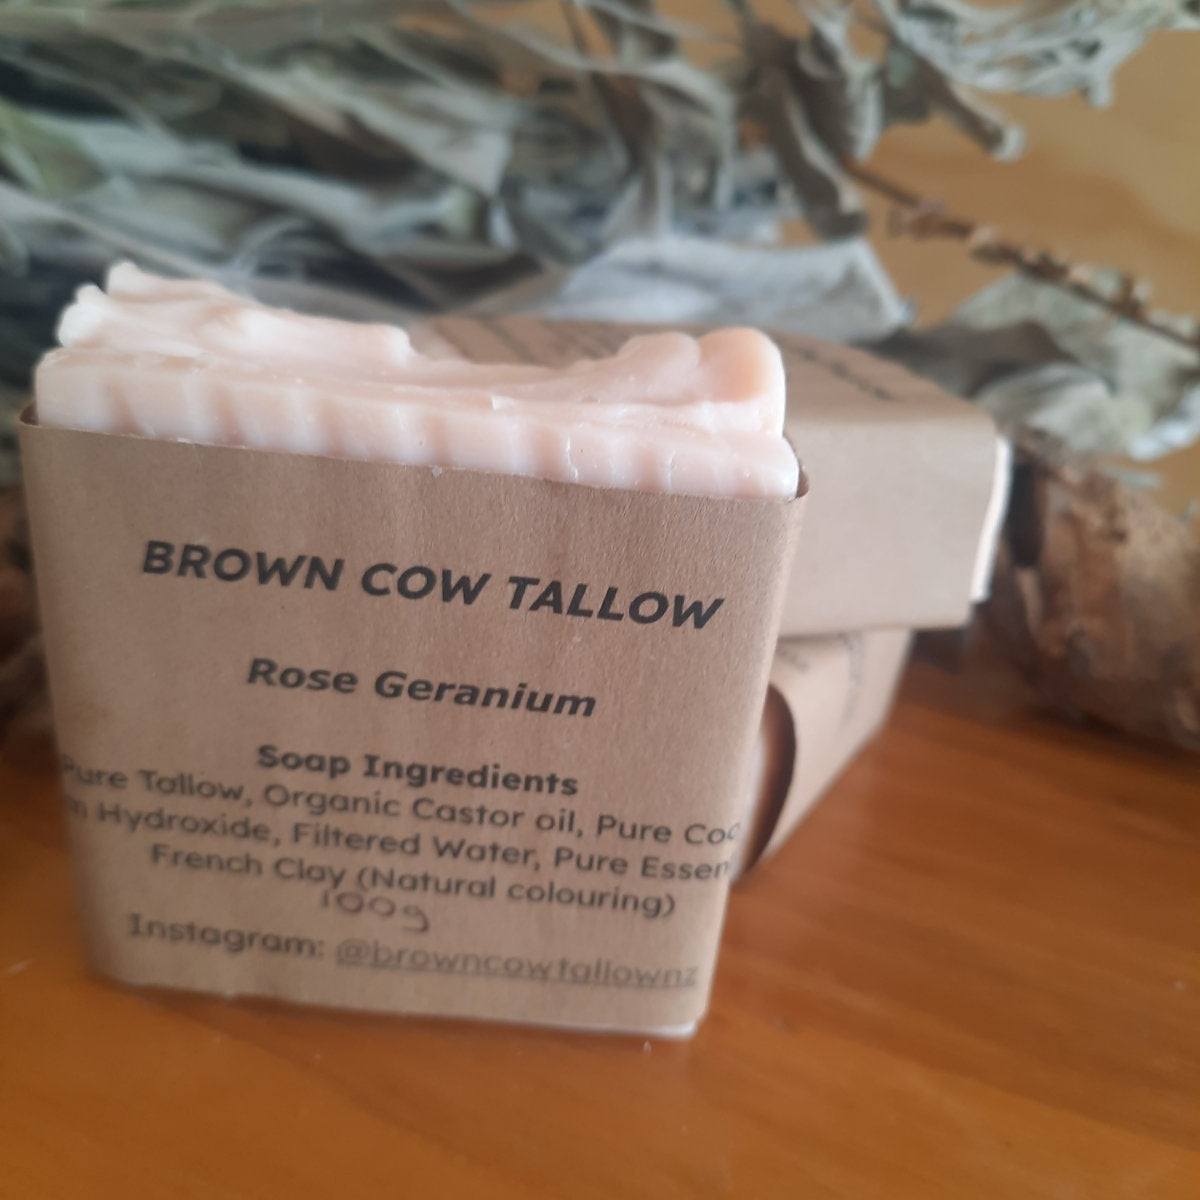 BROWN COW TALLOW
Rose Geranium
Soap Ingredients
Pure Tallow, Organic Castor oil, Pure Coc
m Hydroxide, Filtered Water, Pure Essen
French Clay (Natural colouring)
100g
Instagram: @browncowtallownz